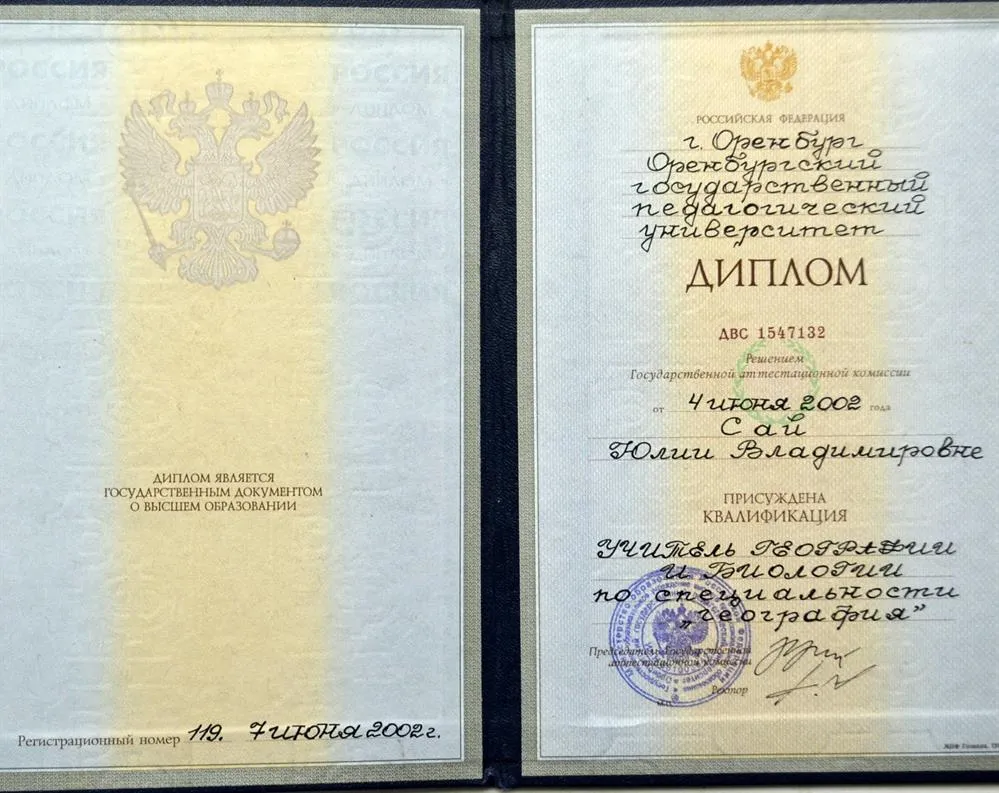 ДИПЛОМ ЯВЛЯЕТСЯ
ГОСУДАРСТВЕННЫМ ДОКУМЕНТОМ
О ВЫСШЕМ ОБРАЗОВАНИИ
Регистрационный номер 119. 7 июня 2002 г.
РОССИЙСКАЯ ФЕДЕРАЦИЯ
г. Оренбург
Оренбургский
государственный
педагогический
университет
ДИПЛОМ
ДВС 1547132
Решением
Государственной аттестационной комиссии
от 4 июня 2002 года
Сай
Юлии Владимировне
ПРИСУЖДЕНА
КВАЛИФИКАЦИЯ
УЧИТЕЛЬ ГЕОГРАФИИ
И БИОЛОГИИ
по специальности
„география”
Председатель Государственной
аттестационной комиссии
Ректор